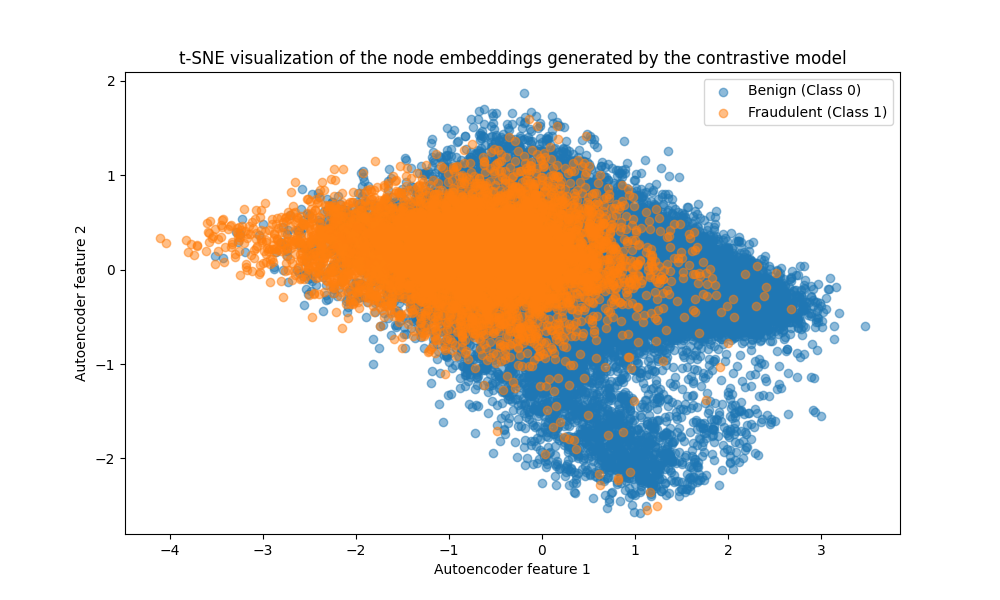 t-SNE visualization of the node embeddings generated by the contrastive model
Benign (Class 0)
Fraudulent (Class 1)
Autoencoder feature 2
2
1
0
−1
−2
−4
−3
−2
−1
0
1
2
3
Autoencoder feature 1